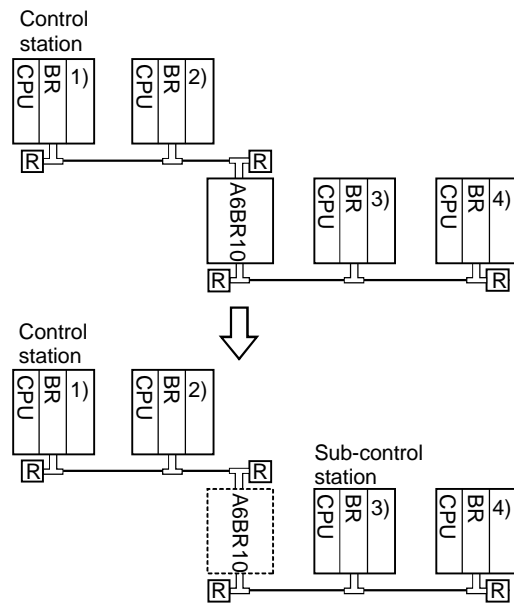 Control
station
CPU BR 1)
CPU BR 2)
R
R
A6BR10
CPU BR 3)
CPU BR 4)
R
R
Control
station
CPU BR 1)
CPU BR 2)
R
R
Sub-control
station
A6BR10
CPU BR 3)
CPU BR 4)
R
R